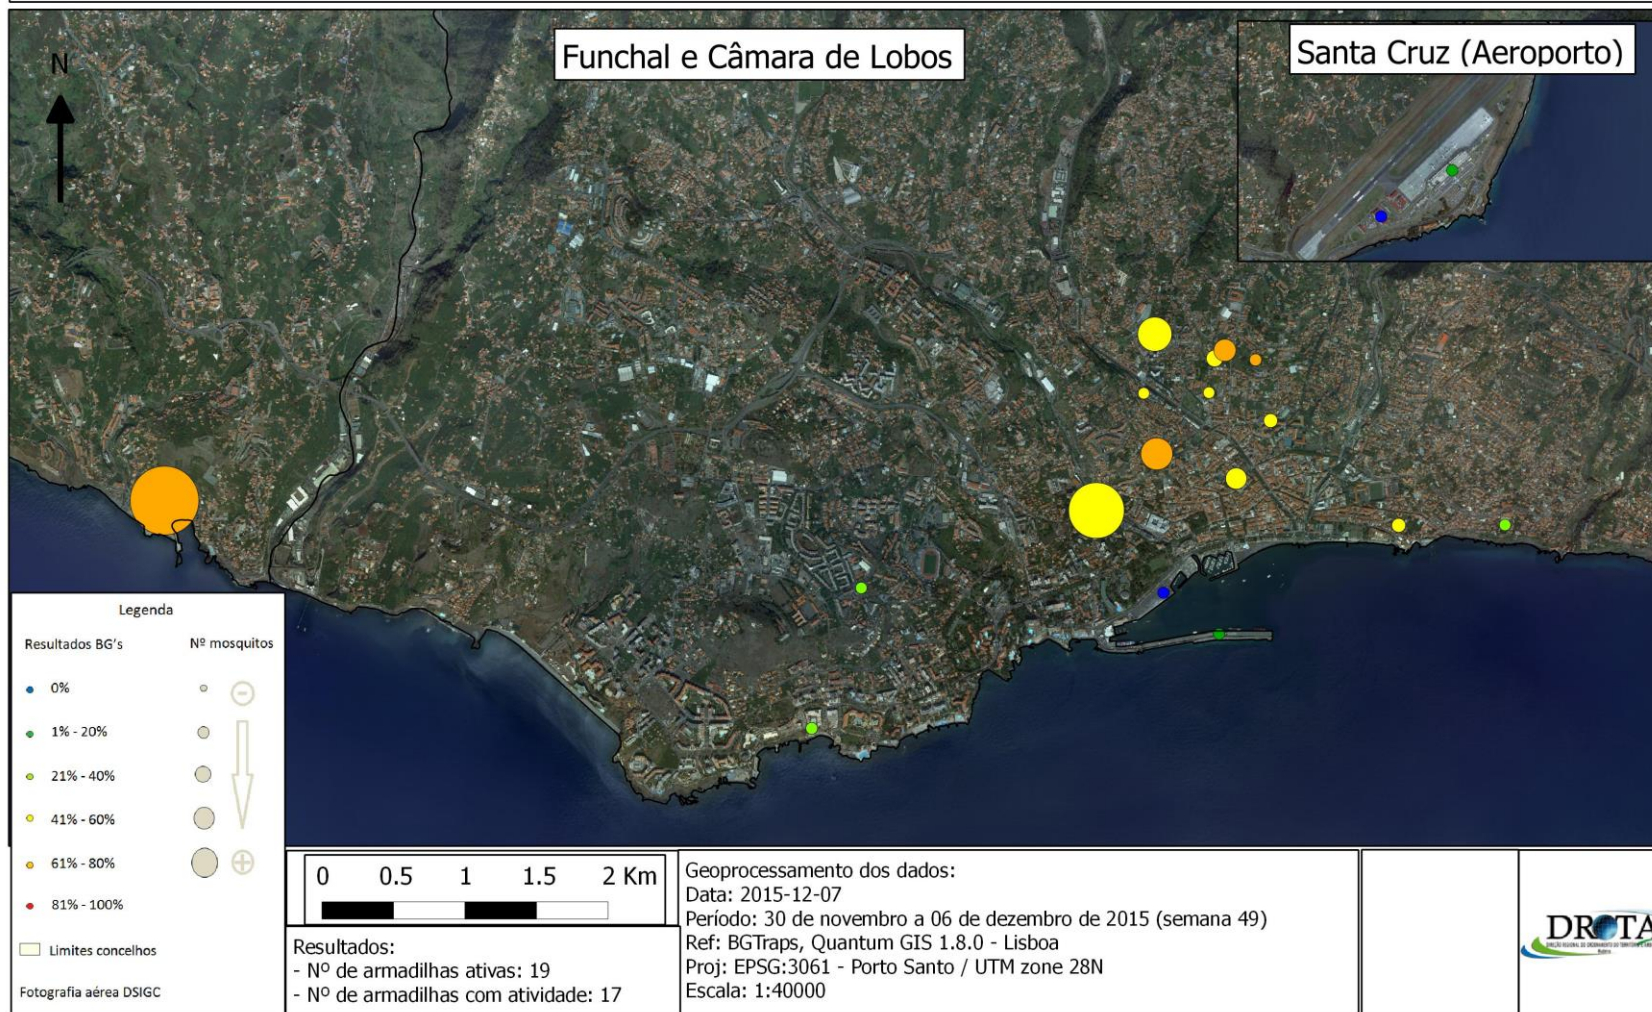 Funchal e Câmara de Lobos
Santa Cruz (Aeroporto)
N
Legenda
Resultados BG's
Nº mosquitos
0%
1% - 20%
21% - 40%
41% - 60%
61% - 80%
81% - 100%
Limites concelhos
Fotografia aérea DSIGC
0 0.5 1 1.5 2 Km
Resultados:
- Nº de armadilhas ativas: 19
- Nº de armadilhas com atividade: 17
Geoprocessamento dos dados:
Data: 2015-12-07
Período: 30 de novembro a 06 de dezembro de 2015 (semana 49)
Ref: BGTraps, Quantum GIS 1.8.0 - Lisboa
Proj: EPSG:3061 - Porto Santo / UTM zone 28N
Escala: 1:40000
DROTA